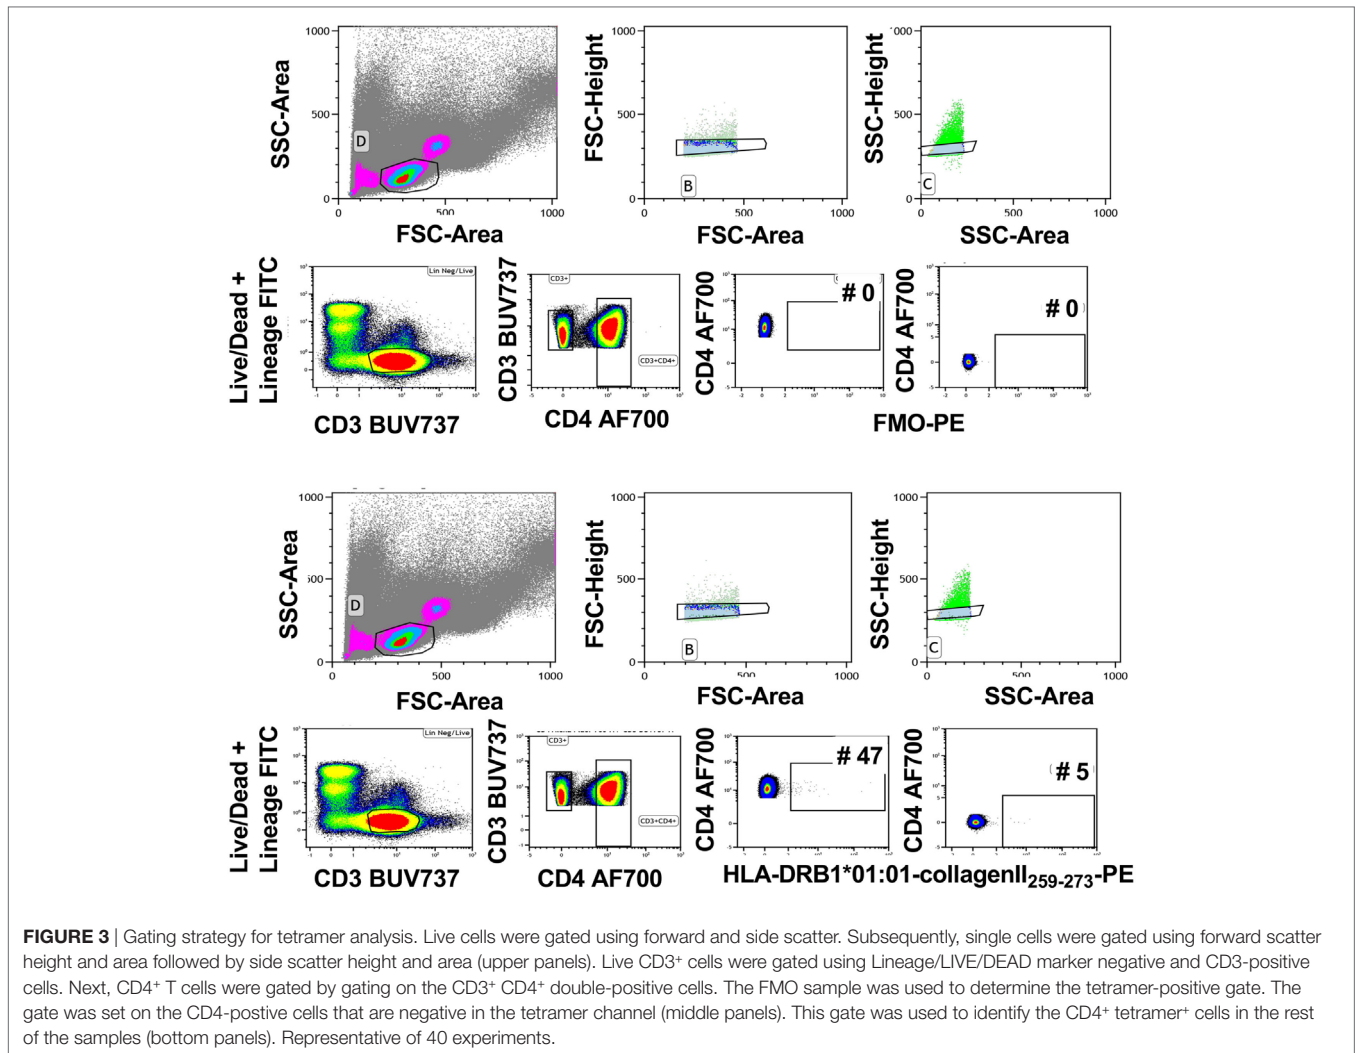 1000
500
0
SSC-Area
D
0
500
1000
FSC-Area
1000
500
0
FSC-Height
B
0
500
1000
FSC-Area
1000
500
0
SSC-Height
C
0
500
1000
SSC-Area
Live/Dead +
Lineage FITC
Lin Neg/Live
CD3 BUV737
CD3 BUV737
CD3+
CD3+CD4+
CD4 AF700
CD4 AF700
# 0
CD4 AF700
# 0
FMO-PE
1000
500
0
SSC-Area
D
0
500
1000
FSC-Area
1000
500
0
FSC-Height
B
0
500
1000
FSC-Area
1000
500
0
SSC-Height
C
0
500
1000
SSC-Area
Live/Dead +
Lineage FITC
Lin Neg/Live
CD3 BUV737
CD3 BUV737
CD3+
CD3+CD4+
CD4 AF700
CD4 AF700
# 47
CD4 AF700
# 5
HLA-DRB1*01:01-collagenII259-273-PE
FIGURE 3 | Gating strategy for tetramer analysis. Live cells were gated using forward and side scatter. Subsequently, single cells were gated using forward scatter
height and area followed by side scatter height and area (upper panels). Live CD3+ cells were gated using Lineage/LIVE/DEAD marker negative and CD3-positive
cells. Next, CD4+ T cells were gated by gating on the CD3+ CD4+ double-positive cells. The FMO sample was used to determine the tetramer-positive gate. The
gate was set on the CD4-postive cells that are negative in the tetramer channel (middle panels). This gate was used to identify the CD4+ tetramer+ cells in the rest
of the samples (bottom panels). Representative of 40 experiments.